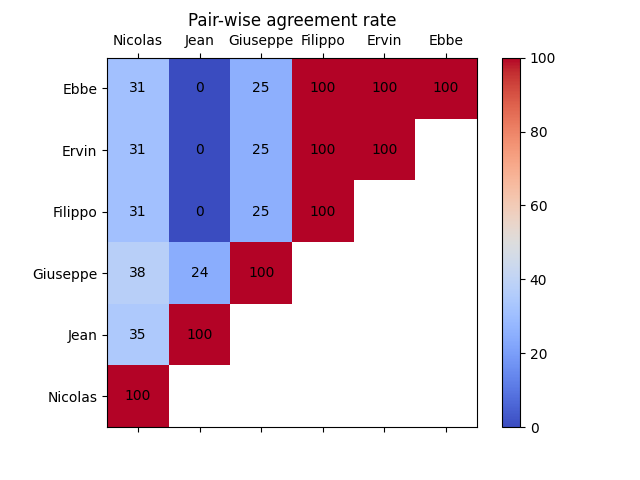 Pair-wise agreement rate
Nicolas Jean Giuseppe Filippo Ervin Ebbe
Ebbe 31 0 25 100 100 100
Ervin 31 0 25 100 100
Filippo 31 0 25 100
Giuseppe 38 24 100
Jean 35 100
Nicolas 100
100
80
60
40
20
0